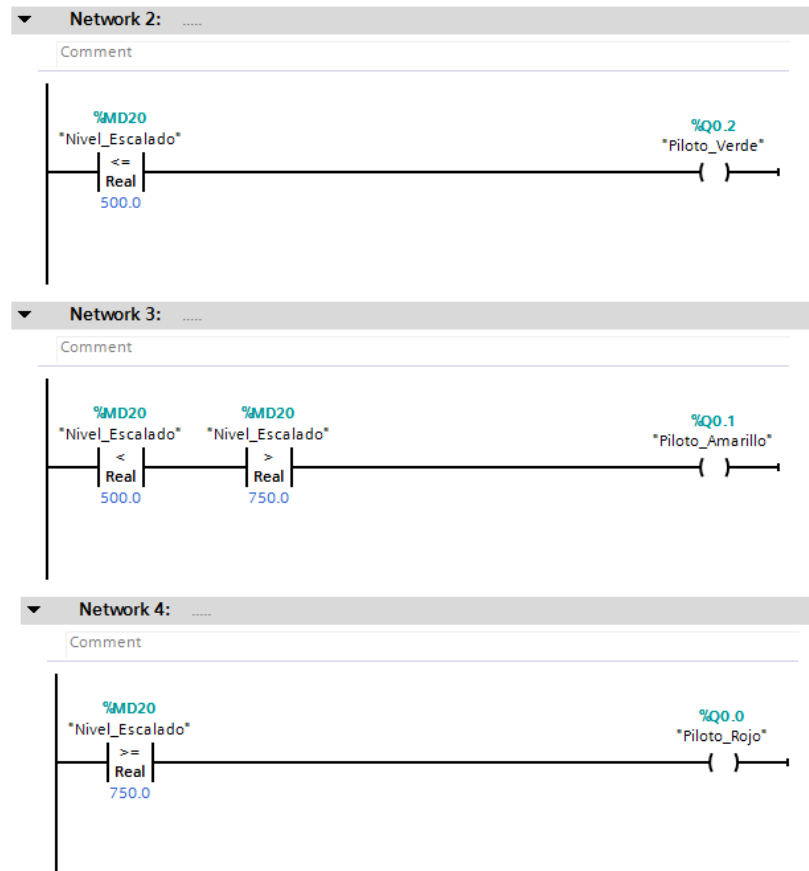 Network 2: .....
Comment
%MD20
"Nivel_Escalado"
<=
Real
500.0
%Q0.2
"Piloto_Verde"
( )
Network 3: .....
Comment
%MD20
"Nivel_Escalado"
<
Real
500.0
%MD20
"Nivel_Escalado"
>
Real
750.0
%Q0.1
"Piloto_Amarillo"
( )
Network 4: .....
Comment
%MD20
"Nivel_Escalado"
>=
Real
750.0
%Q0.0
"Piloto_Rojo"
( )